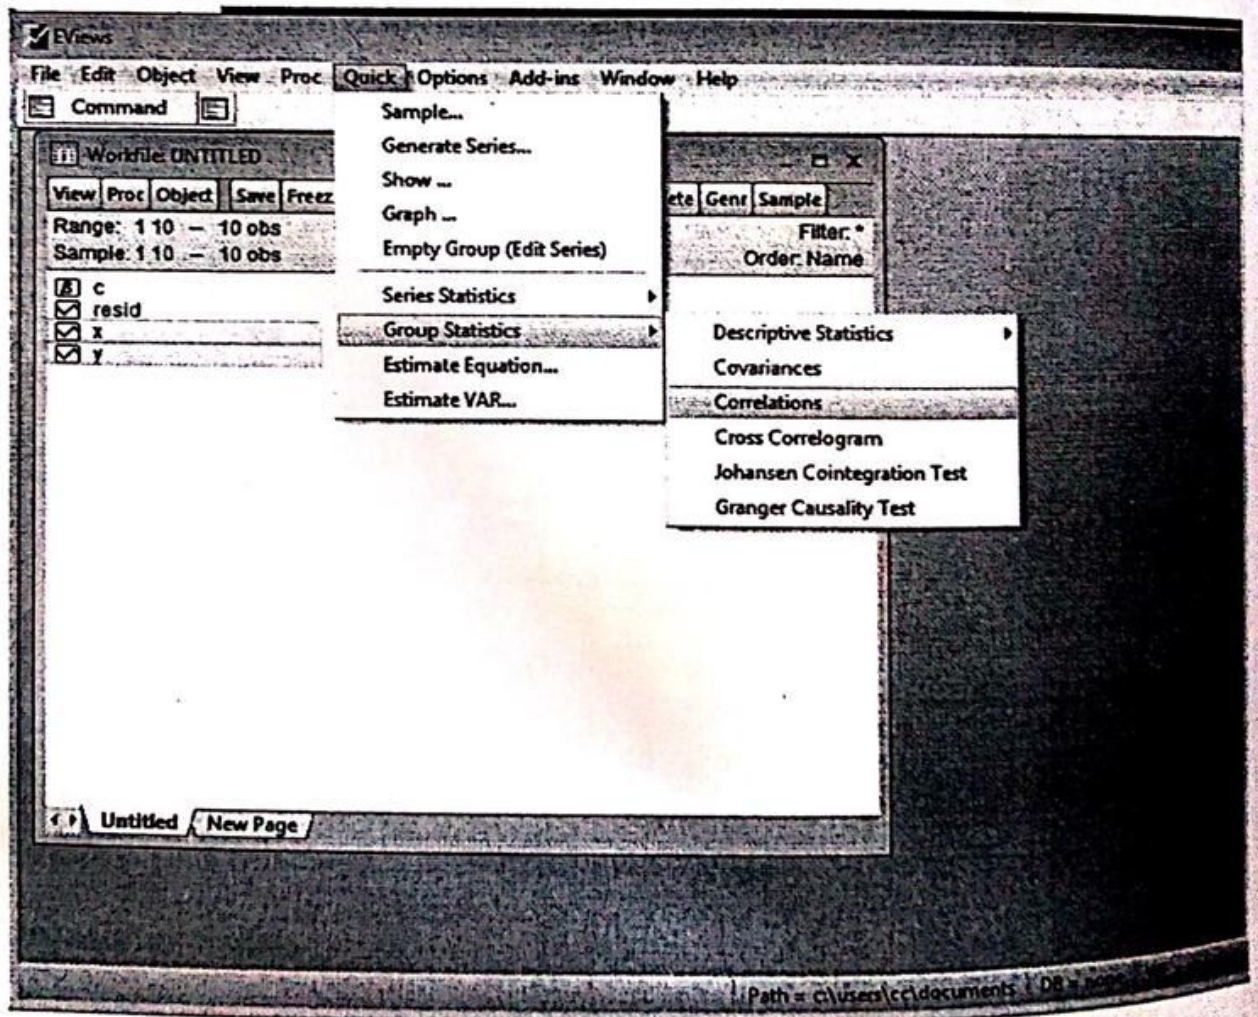 EViews
File Edit Object View Proc Quick Options Add-ins Window Help
Command
Workfile: UNTITLED
View Proc Object Save Freez
ete Genr Sample
Range: 1 10 — 10 obs
Filter: *
Sample: 1 10 — 10 obs
Order: Name
c
resid
x
y
Sample...
Generate Series...
Show ...
Graph ...
Empty Group (Edit Series)
Series Statistics
Group Statistics
Estimate Equation...
Estimate VAR...
Descriptive Statistics
Covariances
Correlations
Cross Correlogram
Johansen Cointegration Test
Granger Causality Test
Untitled New Page
Path = c:\users\cc\documents DB =